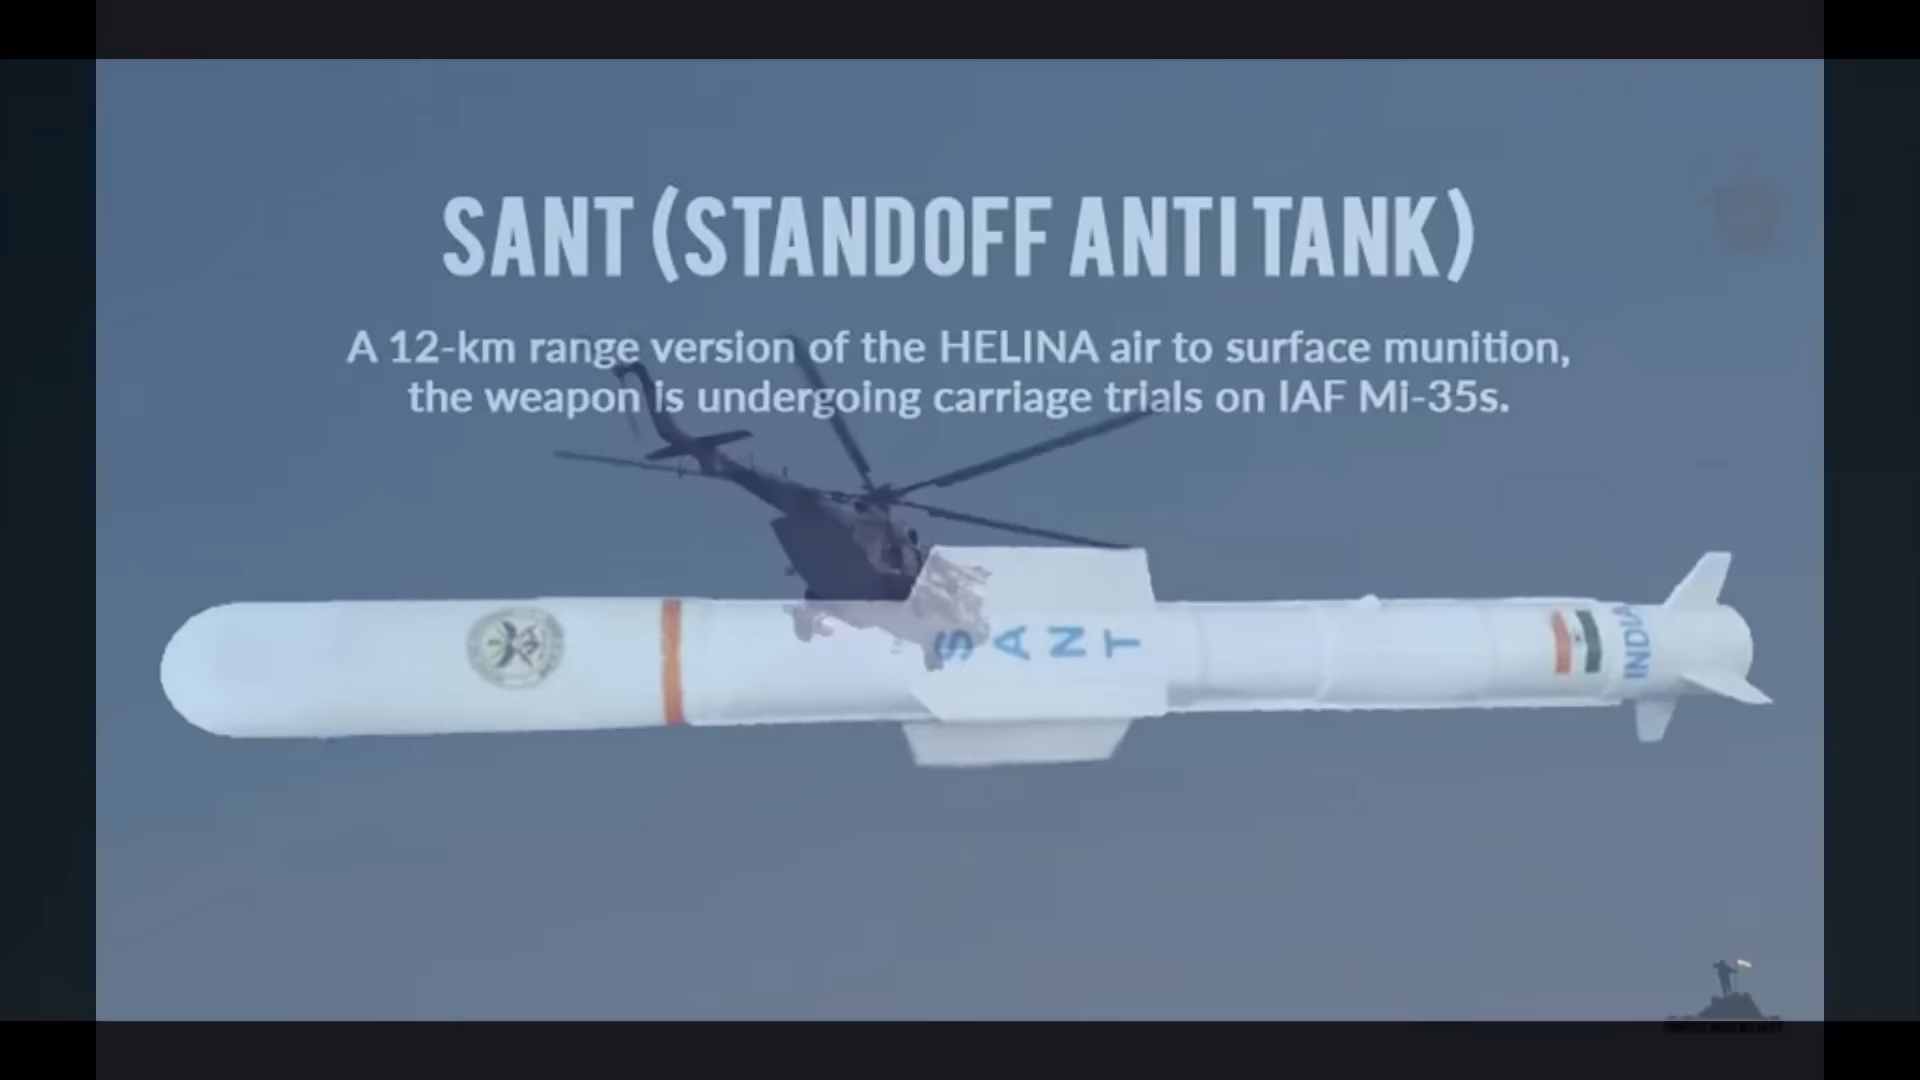 SANT (STANDOFF ANTI TANK)
A 12-km range version of the HELINA air to surface munition,
the weapon is undergoing carriage trials on IAF Mi-35s.
SANT
INDIA